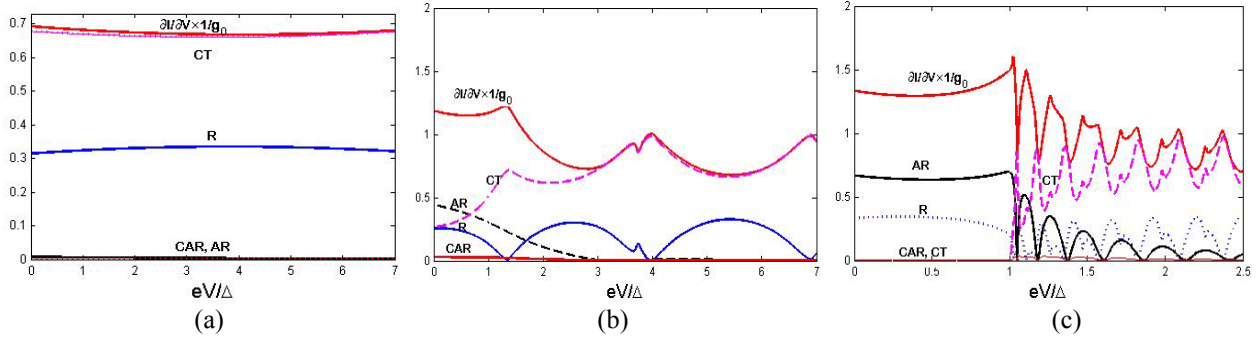 ∂I/∂V×1/g₀
CT
R
CAR, AR
0.7
0.6
0.5
0.4
0.3
0.2
0.1
0
0 1 2 3 4 5 6 7
eV/Δ
(a)
2
1.5
1
0.5
0
∂I/∂V×1/g₀
CT
AR
R
CAR
0 1 2 3 4 5 6 7
eV/Δ
(b)
2
1.5
1
0.5
0
∂I/∂V×1/g₀
AR
CT
R
CAR, CT
0 0.5 1 1.5 2 2.5
eV/Δ
(c)